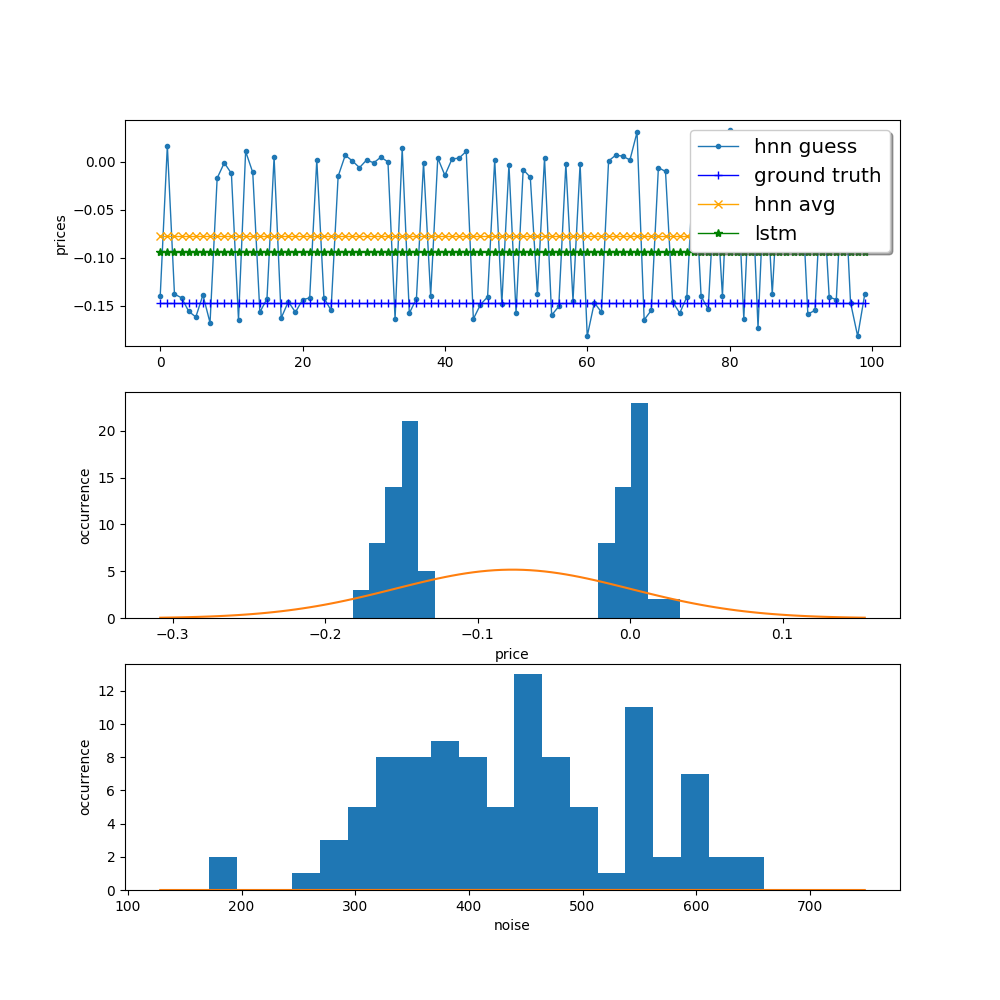 hnn guess
ground truth
hnn avg
lstm
prices
0.00
−0.05
−0.10
−0.15
0 20 40 60 80 100
occurrence
20
15
10
5
0
−0.3 −0.2 −0.1 0.0 0.1
price
occurrence
12
10
8
6
4
2
0
100 200 300 400 500 600 700
noise